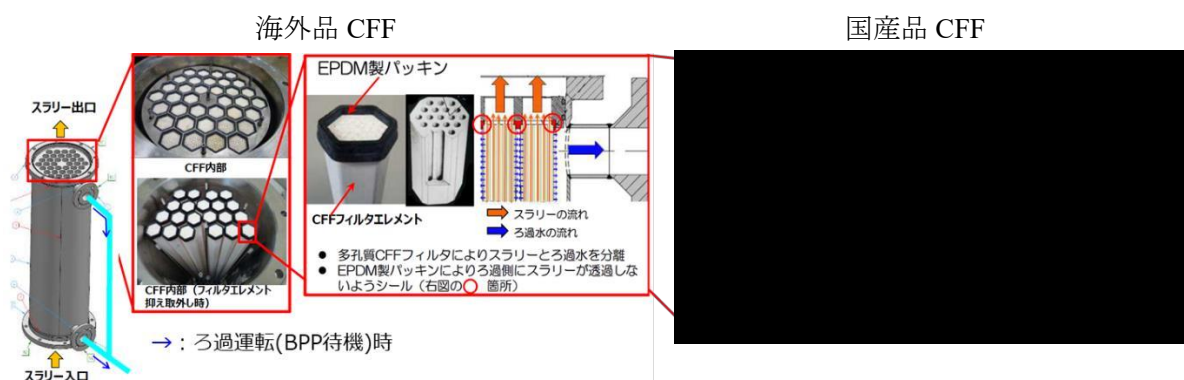 海外品 CFF
国産品 CFF
スラリー出口
スラリー入口
CFF内部
CFF内部（フィルタエレメント
抑え取外し時）
→：ろ過運転(BPP待機)時
EPDM製パッキン
CFFフィルタエレメント
スラリーの流れ
ろ過水の流れ
● 多孔質CFFフィルタによりスラリーとろ過水を分離
● EPDM製パッキンによりろ過側にスラリーが透過しな
いようシール（右図の○ 箇所）